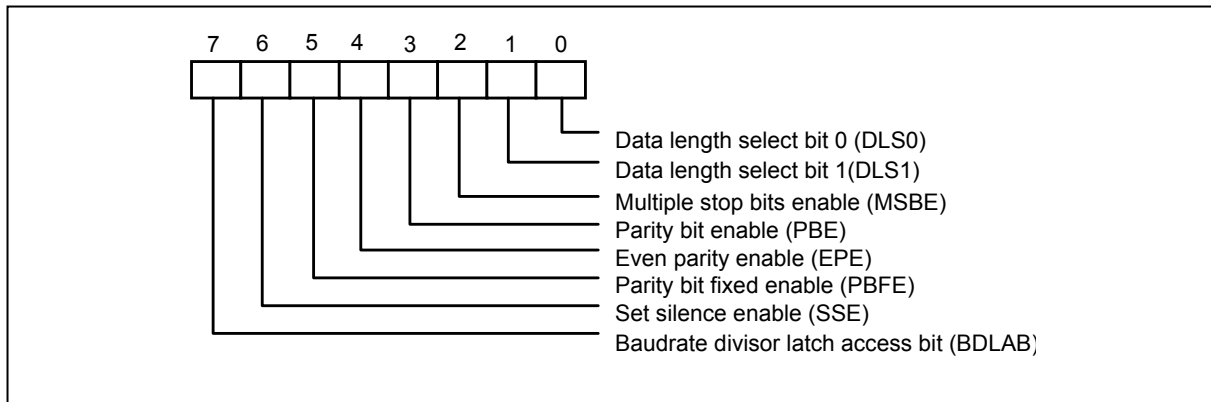 7 6 5 4 3 2 1 0
Data length select bit 0 (DLS0)
Data length select bit 1(DLS1)
Multiple stop bits enable (MSBE)
Parity bit enable (PBE)
Even parity enable (EPE)
Parity bit fixed enable (PBFE)
Set silence enable (SSE)
Baudrate divisor latch access bit (BDLAB)